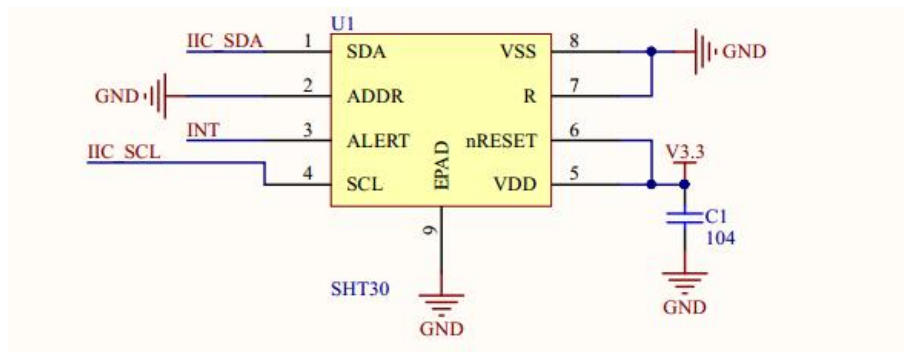 U1
IIC_SDA 1 SDA VSS 8 GND
GND 2 ADDR R 7
INT 3 ALERT nRESET 6
IIC_SCL 4 SCL EPAD VDD 5 V3.3
9
C1
104
SHT30
GND
GND